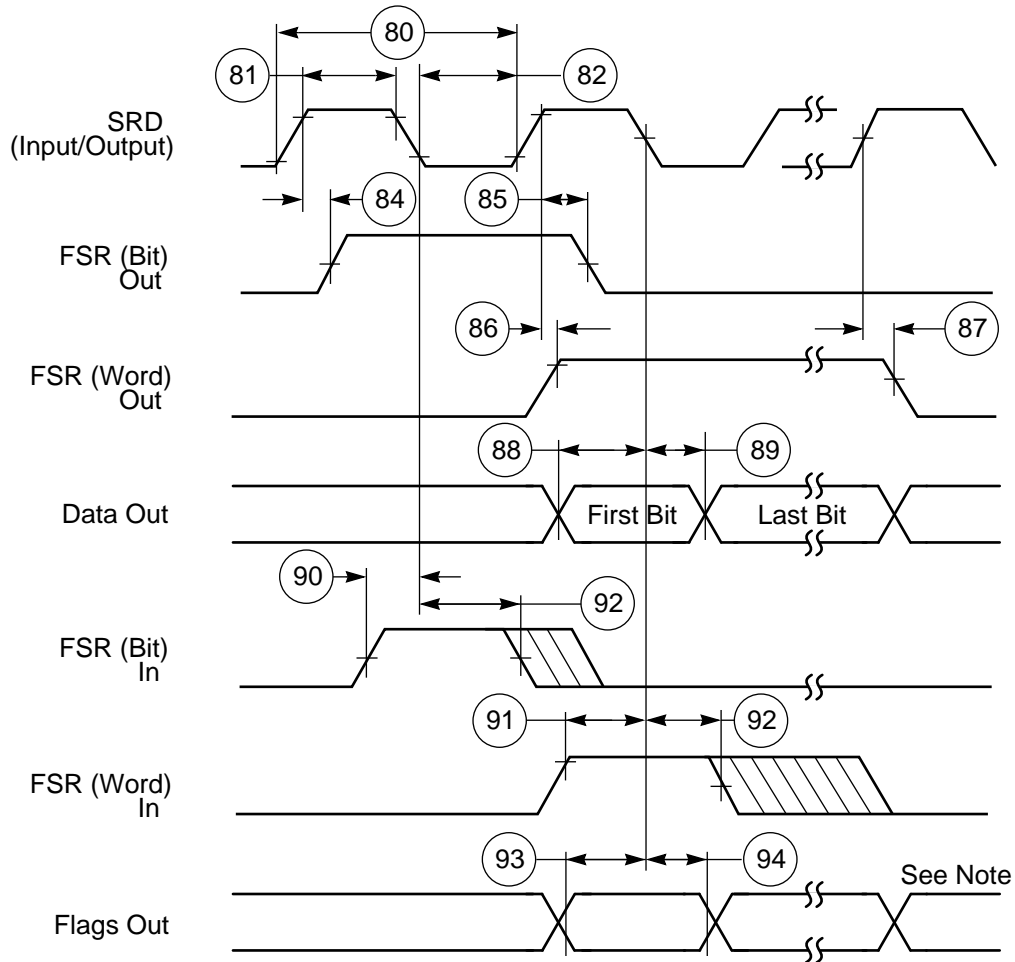 80
81
82
SRD
(Input/Output)
84
85
FSR (Bit)
Out
86
87
FSR (Word)
Out
88
89
Data Out
First Bit
Last Bit
90
92
FSR (Bit)
In
91
92
FSR (Word)
In
93
94
See Note
Flags Out